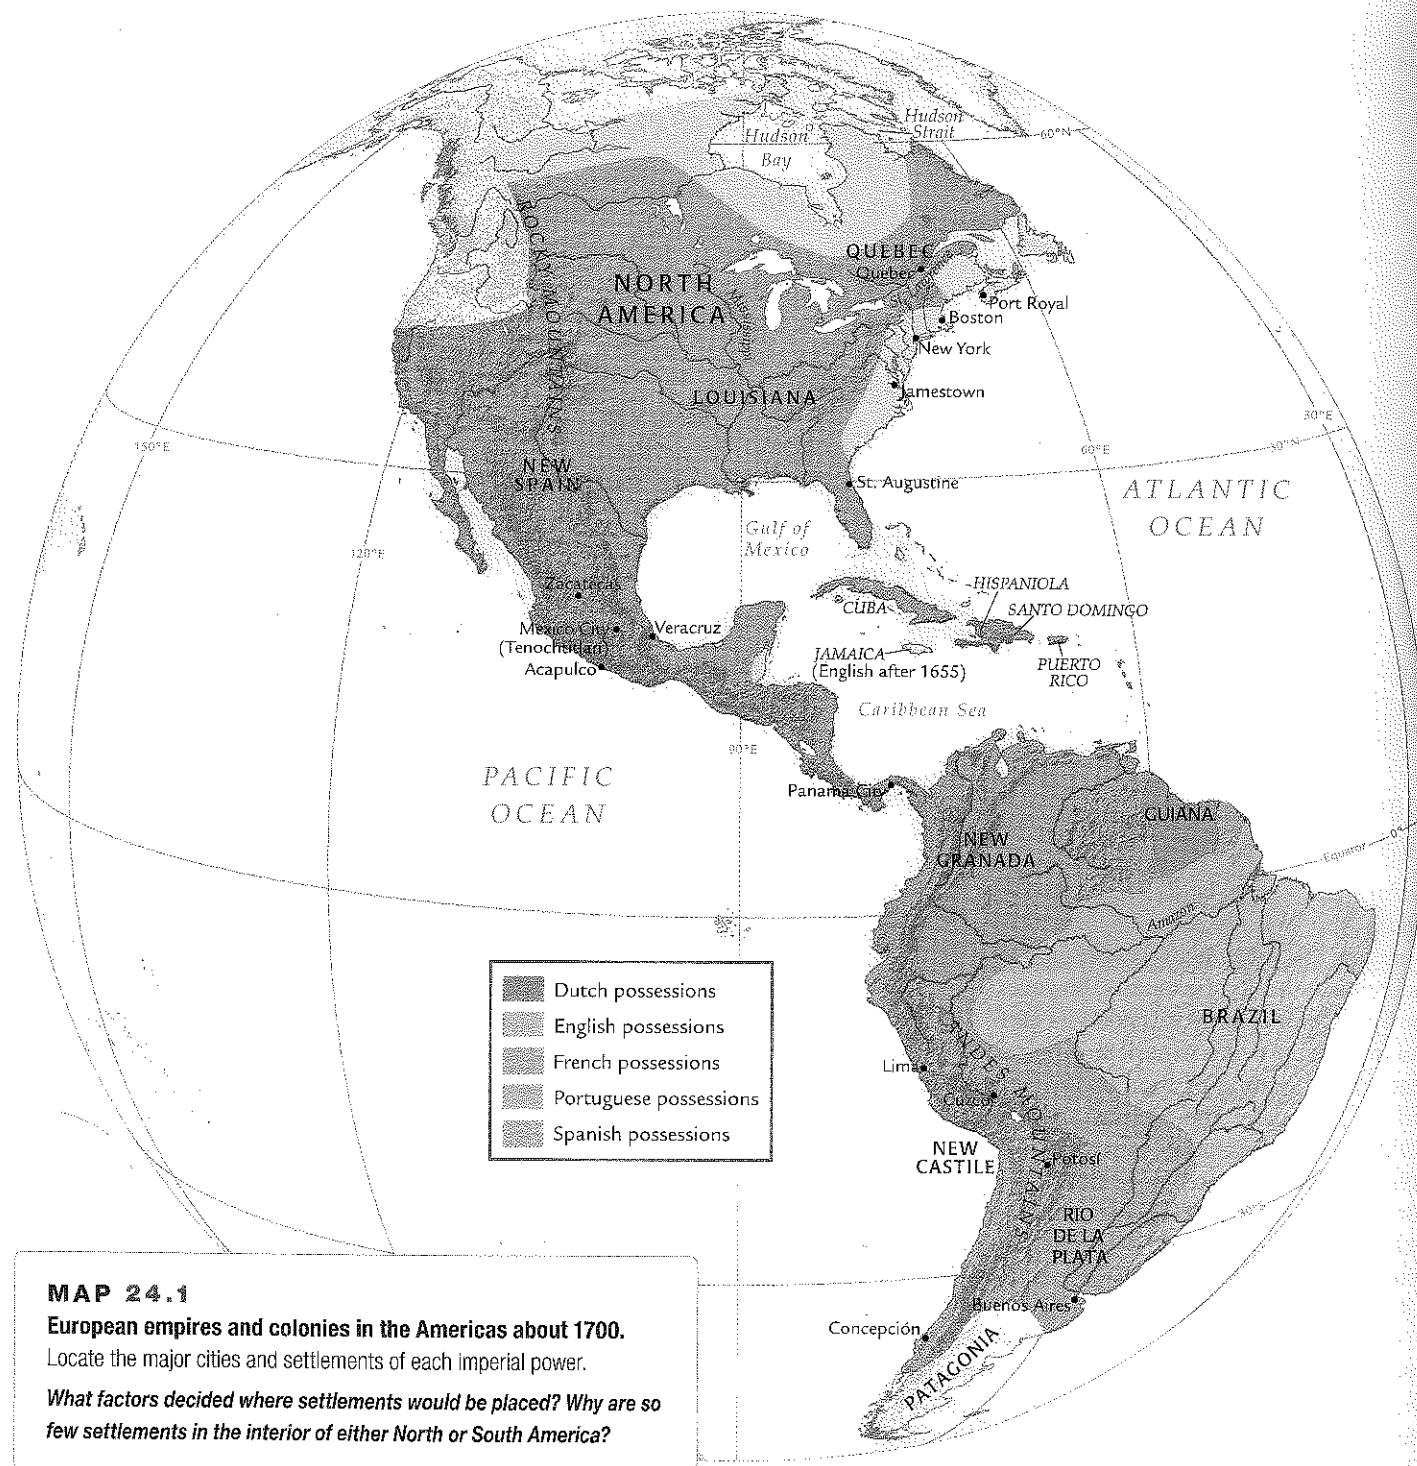 Hudson
Strait
60°N
Hudson
Bay
ROCKY MOUNTAINS
QUEBEC
Quebec
NORTH
AMERICA
Port Royal
Boston
New York
Jamestown
LOUISIANA
150°E
30°E
60°E
30°N
NEW
SPAIN
St. Augustine
ATLANTIC
OCEAN
Gulf of
Mexico
120°E
Zacatecas
HISPANIOLA
CUBA
SANTO DOMINGO
Mexico City
(Tenochtitlan)
Veracruz
Acapulco
JAMAICA
(English after 1655)
PUERTO
RICO
Caribbean Sea
90°E
PACIFIC
OCEAN
Panama City
GUIANA
NEW
GRANADA
Equator
0°
Amazon
Dutch possessions
English possessions
French possessions
Portuguese possessions
Spanish possessions
BRAZIL
ANDES MOUNTAINS
Lima
Cuzco
NEW
CASTILE
Potosí
RIO
DE LA
PLATA
30°S
Buenos Aires
Concepción
PATAGONIA
MAP 24.1
European empires and colonies in the Americas about 1700.
Locate the major cities and settlements of each imperial power.
What factors decided where settlements would be placed? Why are so
few settlements in the interior of either North or South America?